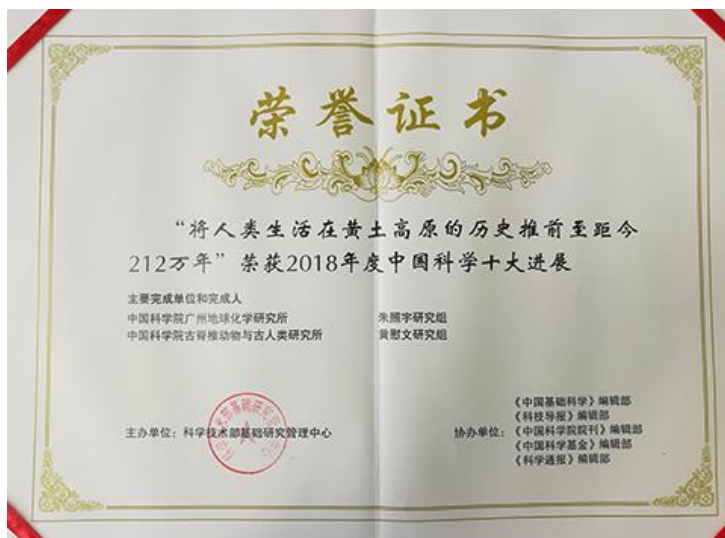 荣誉证书
“将人类生活在黄土高原的历史推前至距今
212万年”荣获2018年度中国科学十大进展
主要完成单位和完成人
中国科学院广州地球化学研究所 朱照宇研究组
中国科学院古脊椎动物与古人类研究所 黄慰文研究组
主办单位：科学技术部基础研究管理中心
协办单位：《中国基础科学》编辑部
《科技导报》编辑部
《中国科学院院刊》编辑部
《中国科学基金》编辑部
《科学通报》编辑部